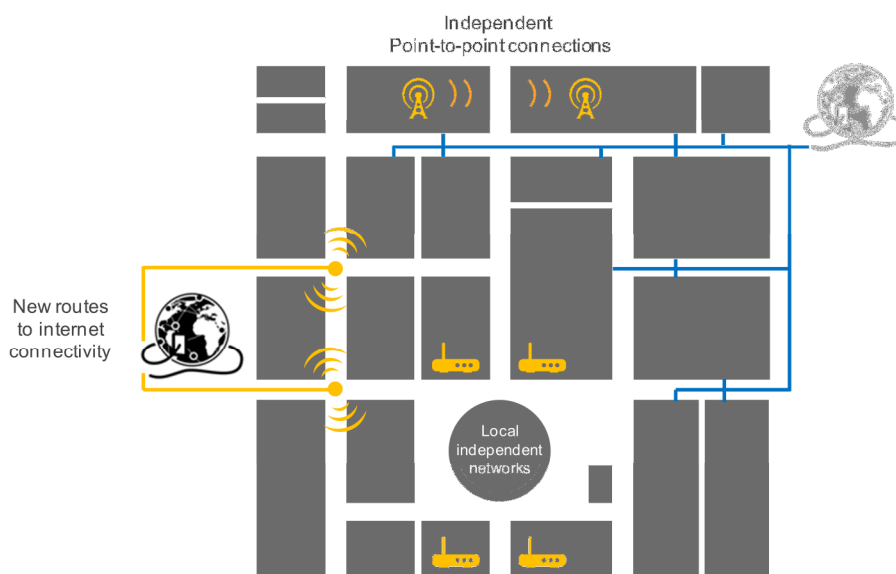 Independent
Point-to-point connections
New routes
to internet
connectivity
Local
independent
networks